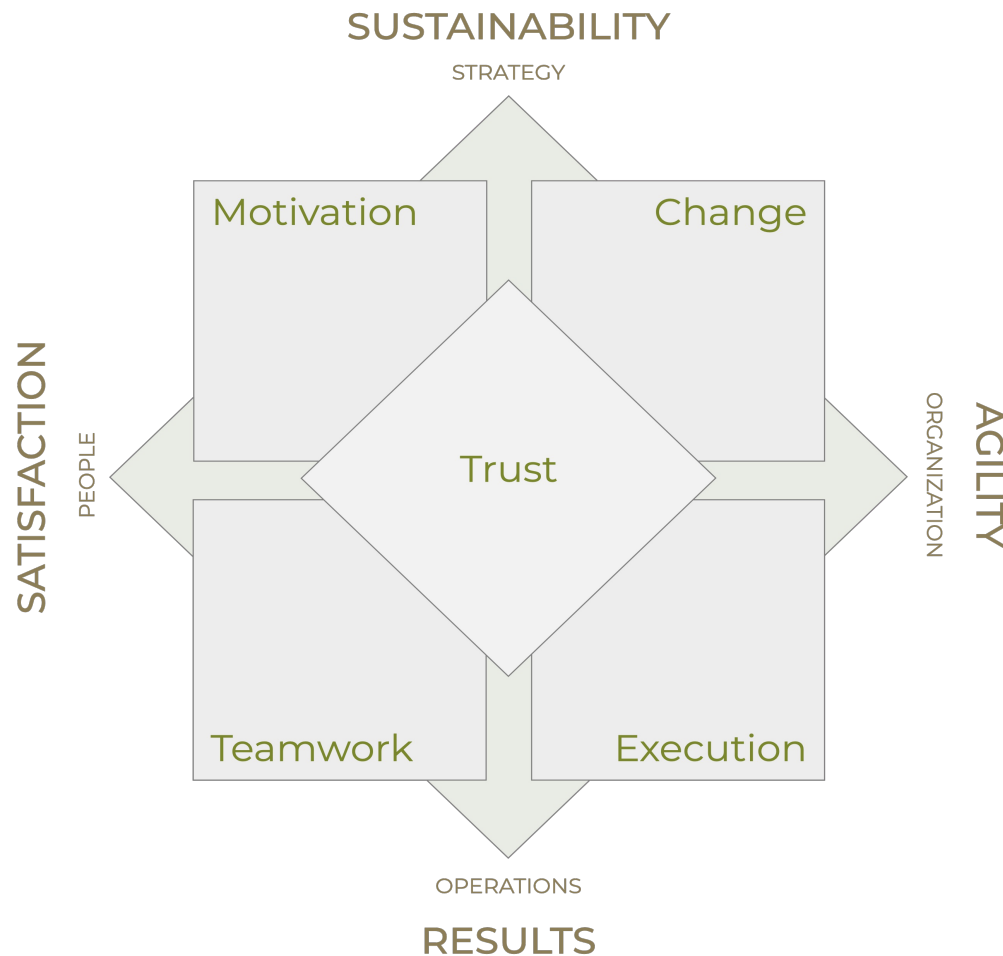 SUSTAINABILITY
STRATEGY
Motivation
Change
SATISFACTION
PEOPLE
Trust
ORGANIZATION
AGILITY
Teamwork
Execution
OPERATIONS
RESULTS